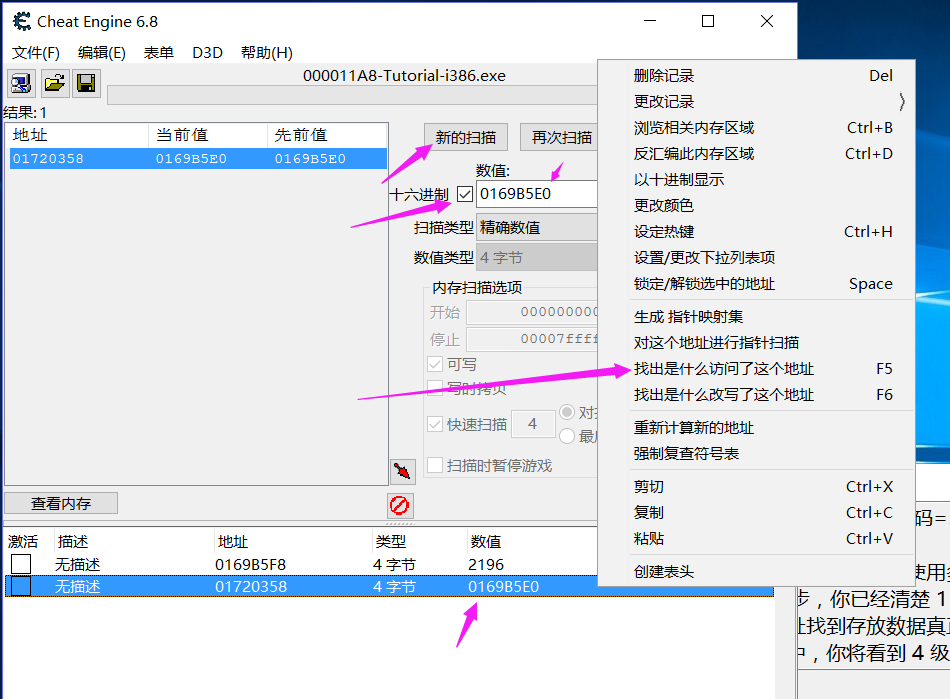 Cheat Engine 6.8
文件(F) 编辑(E) 表单 D3D 帮助(H)
000011A8-Tutorial-i386.exe
结果: 1
地址 当前值 先前值
01720358 0169B5E0 0169B5E0
新的扫描 再次扫描
数值:
十六进制 0169B5E0
扫描类型 精确数值
数值类型 4 字节
内存扫描选项
开始 000000000
停止 00007ffff
可写
写时拷贝
快速扫描 4
扫描时暂停游戏
查看内存
激活 描述 地址 类型 数值
无描述 0169B5F8 4 字节 2196
无描述 01720358 4 字节 0169B5E0
删除记录 Del
更改记录
浏览相关内存区域 Ctrl+B
反汇编此内存区域 Ctrl+D
以十进制显示
更改颜色
设定热键 Ctrl+H
设置/更改下拉列表项
锁定/解锁选中的地址 Space
生成 指针映射集
对这个地址进行指针扫描
找出是什么访问了这个地址 F5
找出是什么改写了这个地址 F6
重新计算新的地址
强制复查符号表
剪切 Ctrl+X
复制 Ctrl+C
粘贴 Ctrl+V
创建表头
码=
使用
步，你已经清楚 1
找到存放数据真
，你将看到 4 级